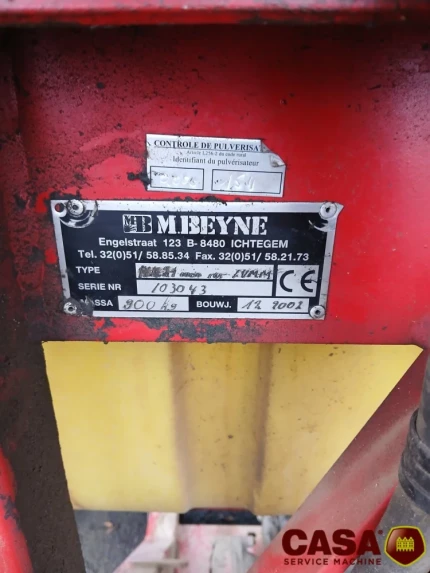 CONTROLE DE PULVERISA
Identifiant du pulvérisateur
MB M.BEYNE
Engelstraat 123 B-8480 ICHTEGEM
Tel. 32(0)51/ 58.85.34 Fax. 32(0)51/ 58.21.73
TYPE
SERIE NR 103043 CE
MASSA 900 kg BOUWJ. 12 2002
CASA
SERVICE MACHINE